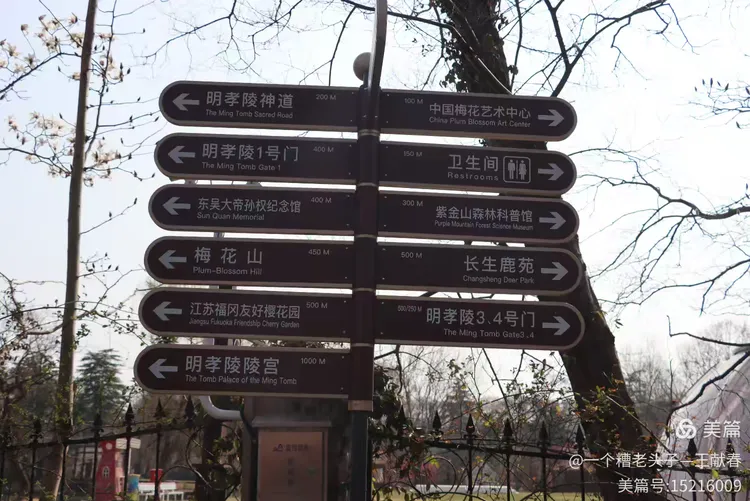 明孝陵神道 200 M
The Ming Tomb Sacred Road
100 M 中国梅花艺术中心
China Plum Blossom Art Center
明孝陵1号门 400 M
The Ming Tomb Gate 1
150 M 卫生间
Restrooms
东吴大帝孙权纪念馆 400 M
Sun Quan Memorial
300 M 紫金山森林科普馆
Purple Mountain Forest Science Museum
梅花山 450 M
Plum-Blossom Hill
500 M 长生鹿苑
Changsheng Deer Park
江苏福冈友好樱花园 500 M
Jiangsu Fukuoka Friendship Cherry Garden
500/250 M 明孝陵3.4号门
The Ming Tomb Gate3.4
明孝陵陵宫 1000 M
The Tomb Palace of the Ming Tomb
美篇
@一个糟老头子一王献春
美篇号:15216009